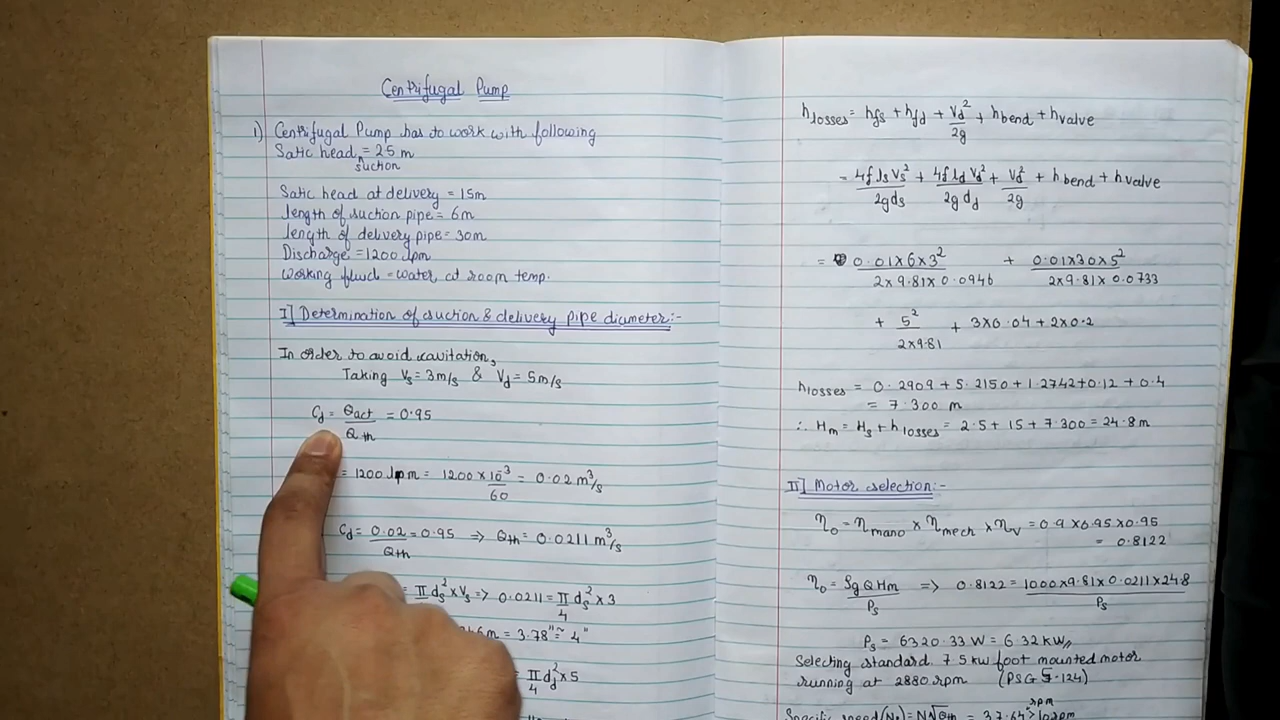 Centrifugal Pump
1) Centrifugal Pump has to work with following
Satic head suction = 25 m
Satic head at delivery = 15m
length of suction pipe = 6m
length of delivery pipe = 30m
Discharge = 1200 lpm
Working fluid = water at room temp.
I] Determination of suction & delivery pipe diameter:-
In order to avoid cavitation,
Taking Vs = 3m/s & Vd = 5m/s
Cd = Qact / Qth = 0.95
= 1200 lpm = 1200 × 10⁻³ / 60 = 0.02 m³/s
Cd = 0.02 / Qth = 0.95 ⇒ Qth = 0.0211 m³/s
= π ds² × Vs ⇒ 0.0211 = π/4 ds² × 3
46m = 3.78" ≈ 4"
= π/4 dd² × 5
hlosses = hfs + hfd + Vd²/2g + hbend + hvalve
= 4f ls Vs² / 2g ds + 4f ld Vd² / 2g dd + Vd² / 2g + hbend + hvalve
= 0.01×6×3² / 2×9.81×0.0946 + 0.01×30×5² / 2×9.81×0.0733
+ 5² / 2×9.81 + 3×0.04 + 2×0.2
hlosses = 0.2909 + 5.2150 + 1.2742 + 0.12 + 0.4
= 7.300 m
∴ Hm = Hs + hlosses = 2.5 + 15 + 7.300 = 24.8m
II] Motor selection:-
ηo = ηmano × ηmech × ηv = 0.9 × 0.95 × 0.95
= 0.8122
ηo = ρg Q Hm / Ps ⇒ 0.8122 = 1000×9.81×0.0211×24.8 / Ps
Ps = 6320.33 W = 6.32 kW
Selecting standard 7.5 kw foot mounted motor
running at 2880 rpm (PSG 5.124)